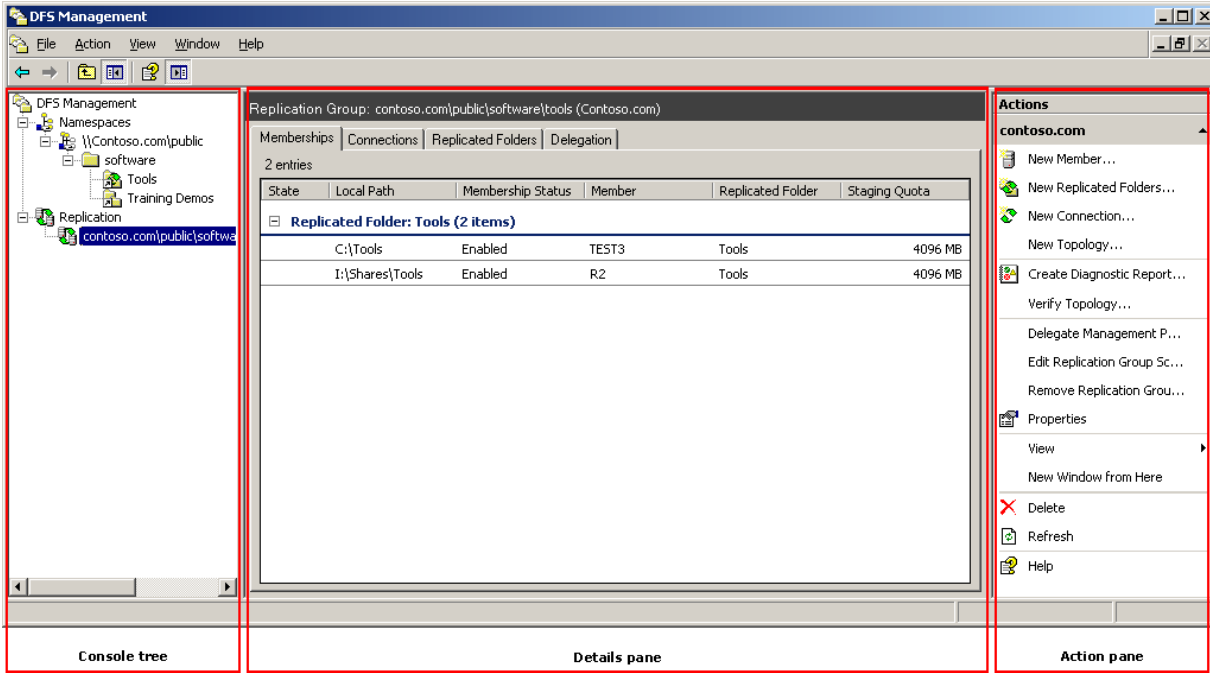 DFS Management
File Action View Window Help
DFS Management
Namespaces
\\Contoso.com\public
software
Tools
Training Demos
Replication
contoso.com\public\softwa
Replication Group: contoso.com\public\software\tools (Contoso.com)
Memberships Connections Replicated Folders Delegation
2 entries
State Local Path Membership Status Member Replicated Folder Staging Quota
Replicated Folder: Tools (2 items)
C:\Tools Enabled TEST3 Tools 4096 MB
I:\Shares\Tools Enabled R2 Tools 4096 MB
Actions
contoso.com
New Member...
New Replicated Folders...
New Connection...
New Topology...
Create Diagnostic Report...
Verify Topology...
Delegate Management P...
Edit Replication Group Sc...
Remove Replication Grou...
Properties
View
New Window from Here
Delete
Refresh
Help
Console tree
Details pane
Action pane